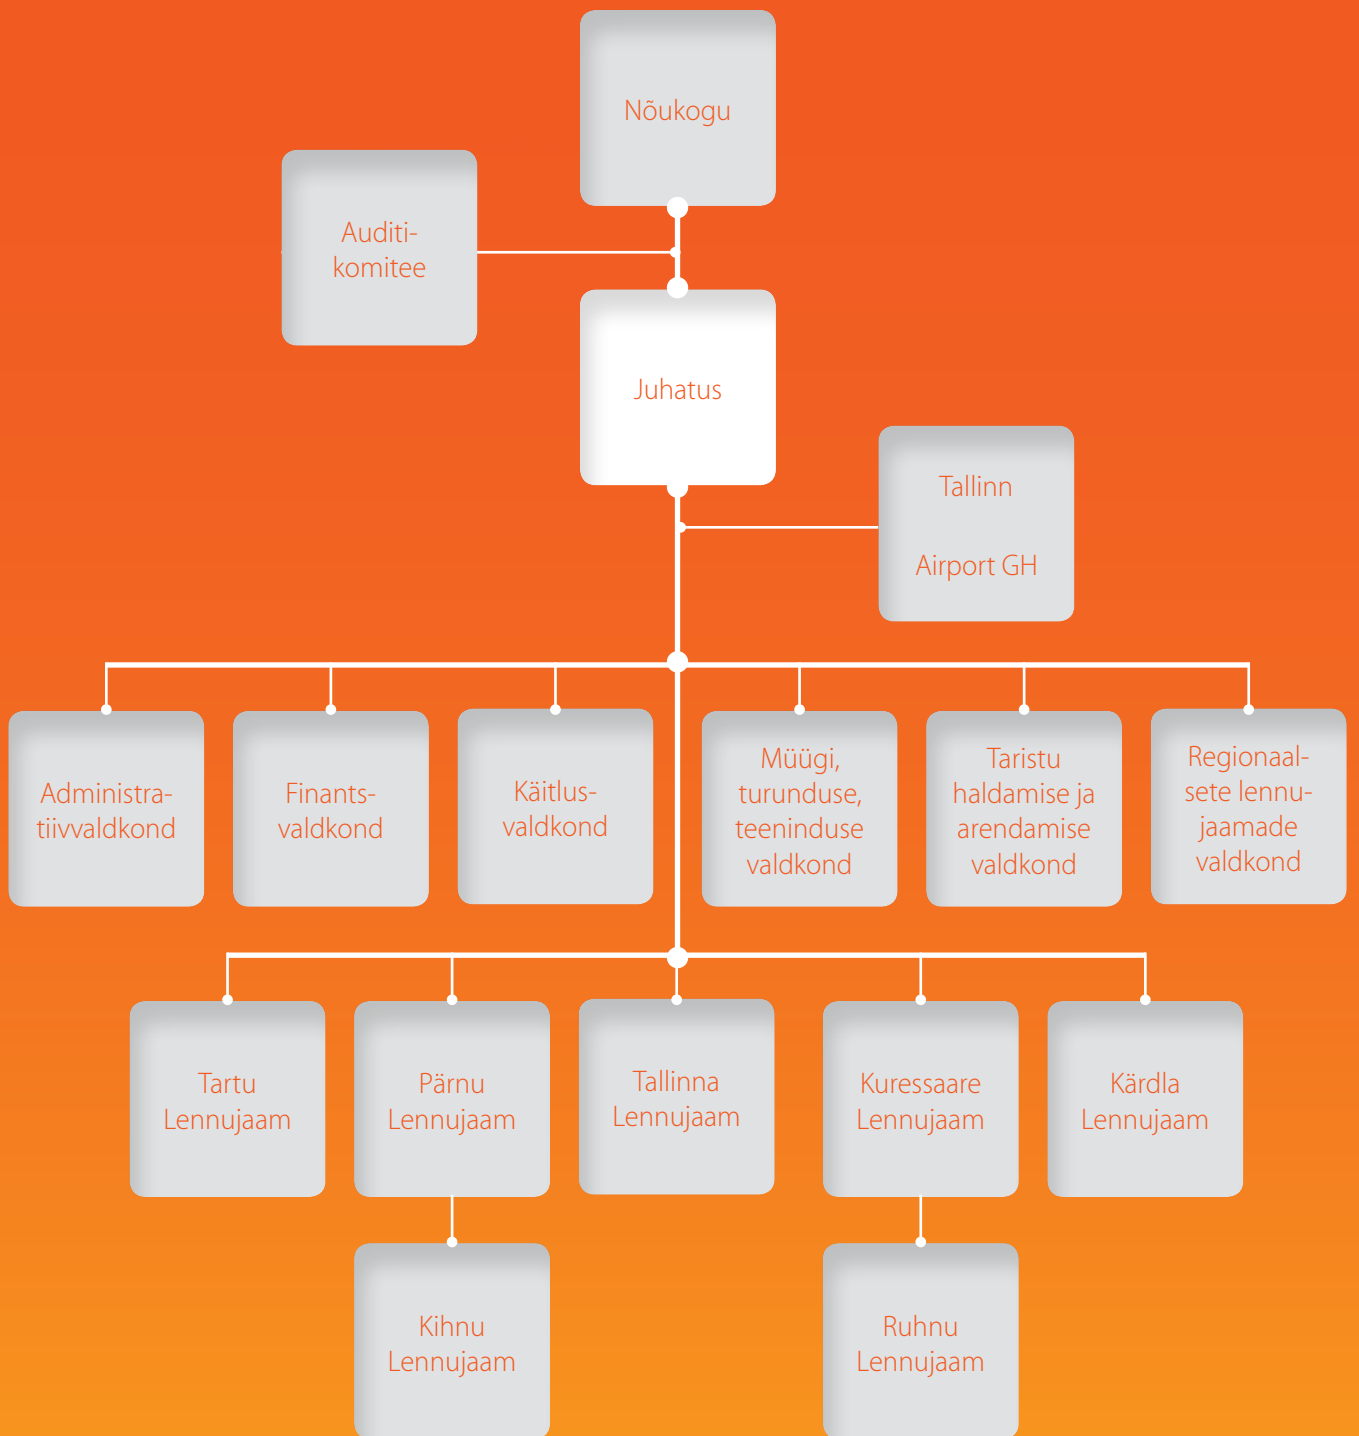 Nõukogu
Auditi-
komitee
Juhatus
Tallinn
Airport GH
Administra-
tiivvaldkond
Finants-
valdkond
Käitlus-
valdkond
Müügi,
turunduse,
teeninduse
valdkond
Taristu
haldamise ja
arendamise
valdkond
Regionaal-
sete lennu-
jaamade
valdkond
Tartu
Lennujaam
Pärnu
Lennujaam
Tallinna
Lennujaam
Kuressaare
Lennujaam
Kärdla
Lennujaam
Kihnu
Lennujaam
Ruhnu
Lennujaam